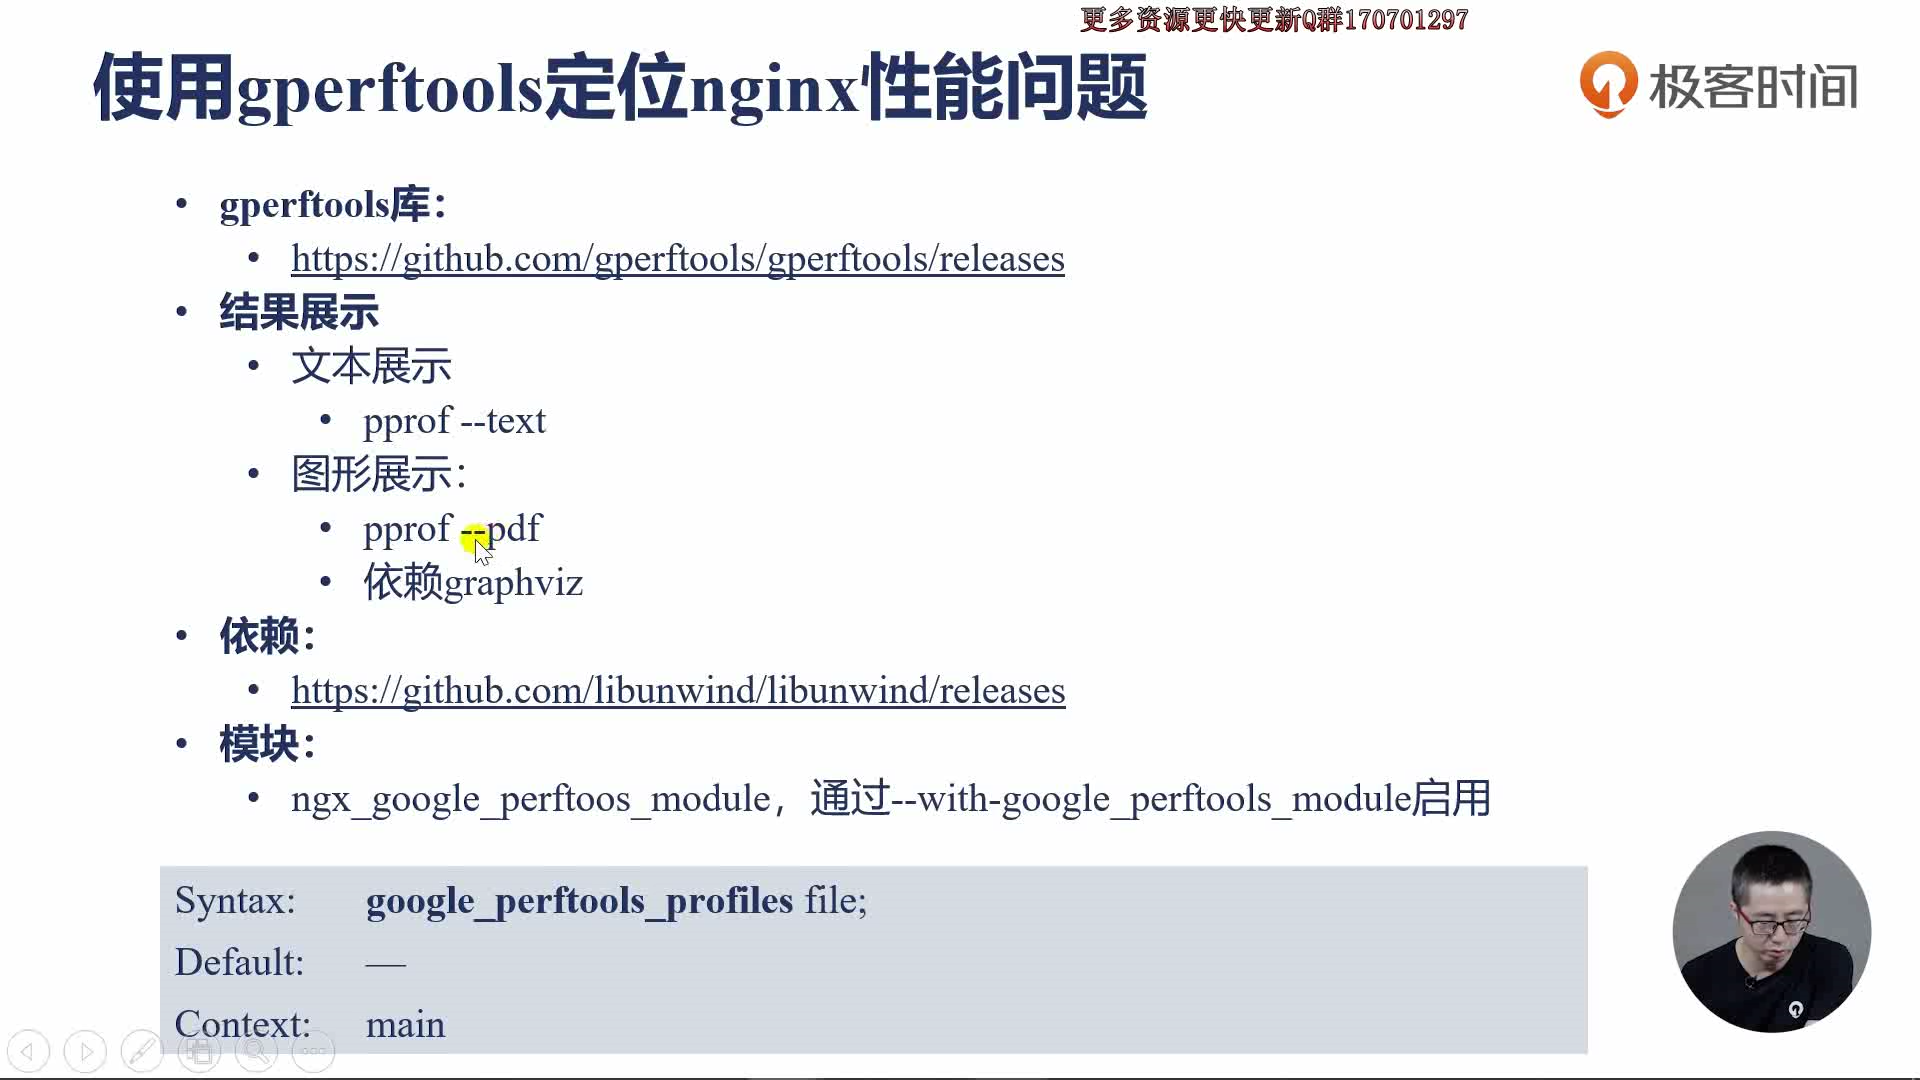 更多资源更快更新Q群170701297
使用gperftools定位nginx性能问题
极客时间
• gperftools库：
• https://github.com/gperftools/gperftools/releases
• 结果展示
• 文本展示
• pprof --text
• 图形展示：
• pprof --pdf
• 依赖graphviz
• 依赖：
• https://github.com/libunwind/libunwind/releases
• 模块：
• ngx_google_perftoos_module，通过--with-google_perftools_module启用
Syntax: google_perftools_profiles file;
Default: —
Context: main